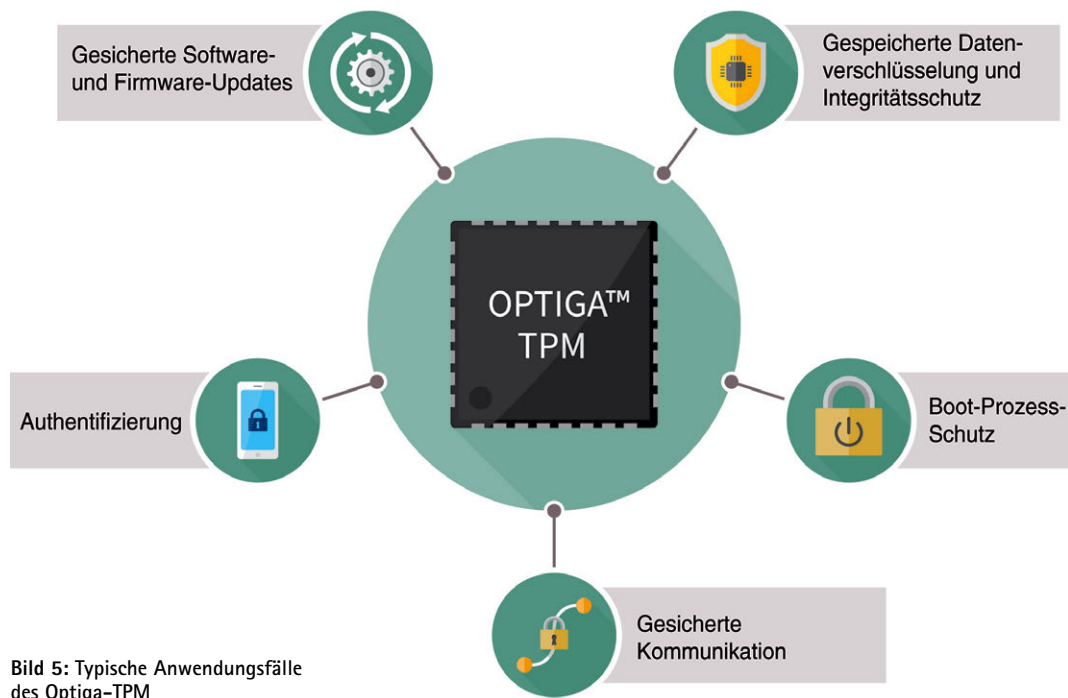 Gesicherte Software-
und Firmware-Updates
Gespeicherte Daten-
verschlüsselung und
Integritätsschutz
OPTIGA™
TPM
Authentifizierung
Boot-Prozess-
Schutz
Gesicherte
Kommunikation
Bild 5: Typische Anwendungsfälle
des Optiga-TPM